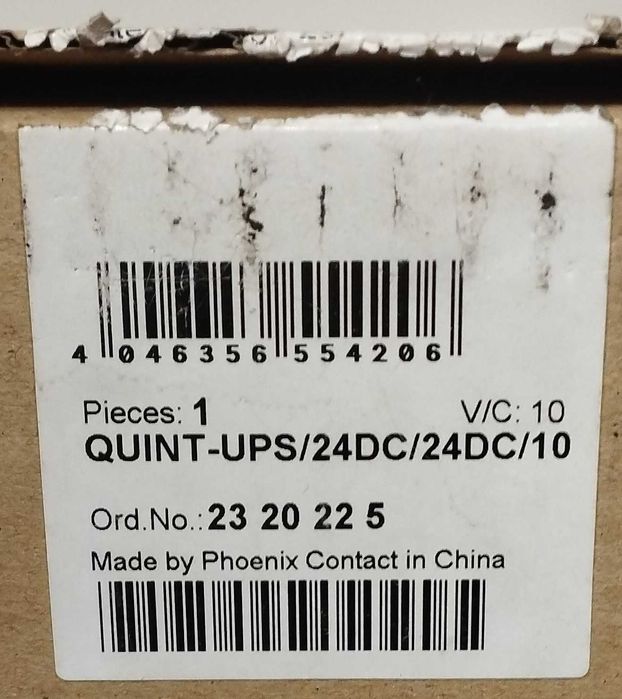 4 046356 554206
Pieces: 1 V/C: 10
QUINT-UPS/24DC/24DC/10
Ord.No.: 23 20 22 5
Made by Phoenix Contact in China